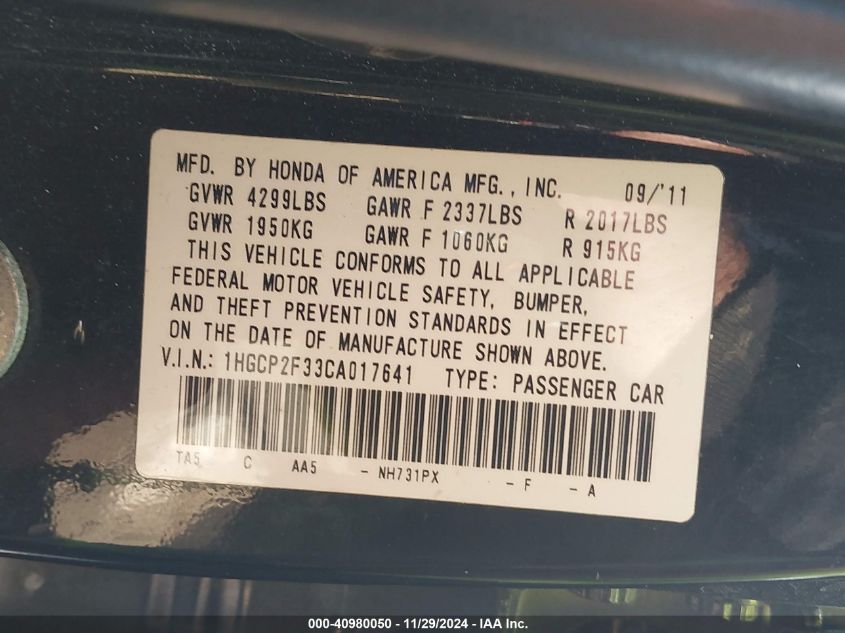 MFD. BY HONDA OF AMERICA MFG., INC. 09/'11
GVWR 4299LBS GAWR F 2337LBS R 2017LBS
GVWR 1950KG GAWR F 1060KG R 915KG
THIS VEHICLE CONFORMS TO ALL APPLICABLE
FEDERAL MOTOR VEHICLE SAFETY, BUMPER,
AND THEFT PREVENTION STANDARDS IN EFFECT
ON THE DATE OF MANUFACTURE SHOWN ABOVE.
V.I.N.: 1HGCP2F33CA017641 TYPE: PASSENGER CAR
TA5 C AA5 - NH731PX - F - A
000-40980050 - 11/29/2024 - IAA Inc.